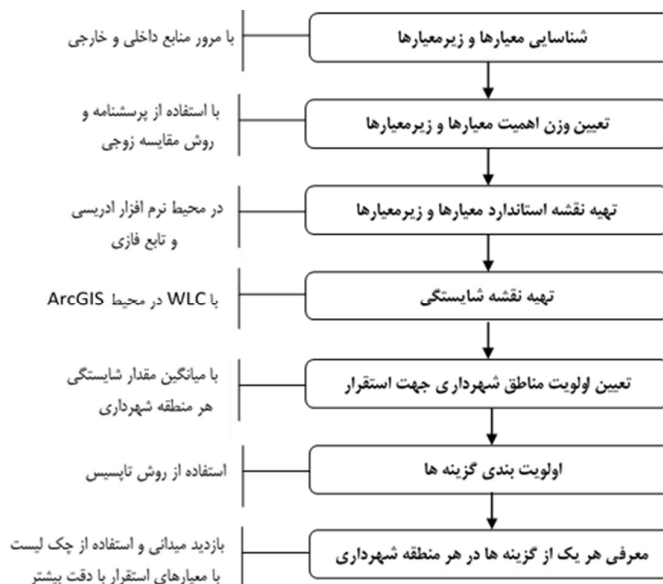 شناسایی معیارها و زیرمعیارها
با مرور منابع داخلی و خارجی
تعیین وزن اهمیت معیارها و زیرمعیارها
با استفاده از پرسشنامه و
روش مقایسه زوجی
تهیه نقشه استاندارد معیارها و زیرمعیارها
در محیط نرم افزار ادریسی
و تابع فازی
تهیه نقشه شایستگی
با WLC در محیط ArcGIS
تعیین اولویت مناطق شهرداری جهت استقرار
با میانگین مقدار شایستگی
هر منطقه شهرداری
اولویت بندی گزینه ها
استفاده از روش تاپسیس
معرفی هر یک از گزینه ها در هر منطقه شهرداری
بازدید میدانی و استفاده از چک لیست
با معیارهای استقرار با دقت بیشتر